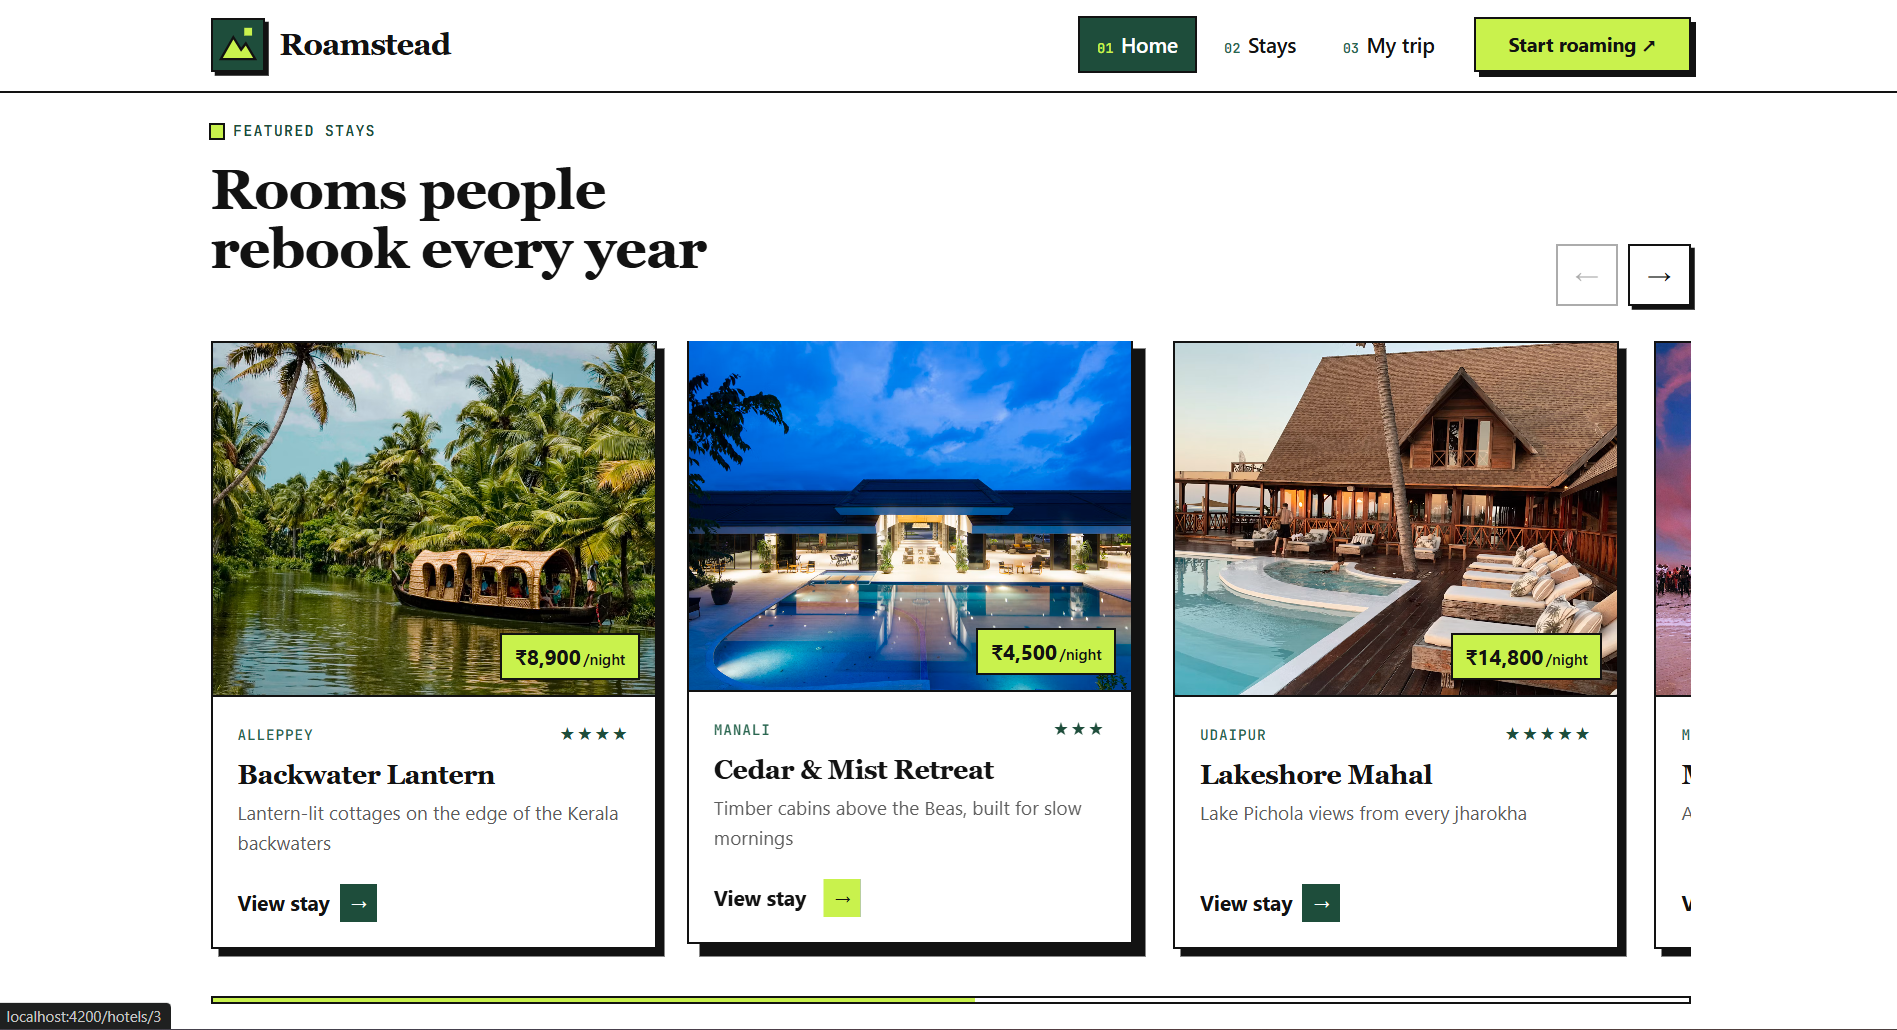 Roamstead
01 Home
02 Stays
03 My trip
Start roaming ↗
FEATURED STAYS
Rooms people
rebook every year
← →
₹8,900/night
ALLEPPEY ★★★★
Backwater Lantern
Lantern-lit cottages on the edge of the Kerala
backwaters
View stay →
₹4,500/night
MANALI ★★★
Cedar & Mist Retreat
Timber cabins above the Beas, built for slow
mornings
View stay →
₹14,800/night
UDAIPUR ★★★★★
Lakeshore Mahal
Lake Pichola views from every jharokha
View stay →
localhost:4200/hotels/3